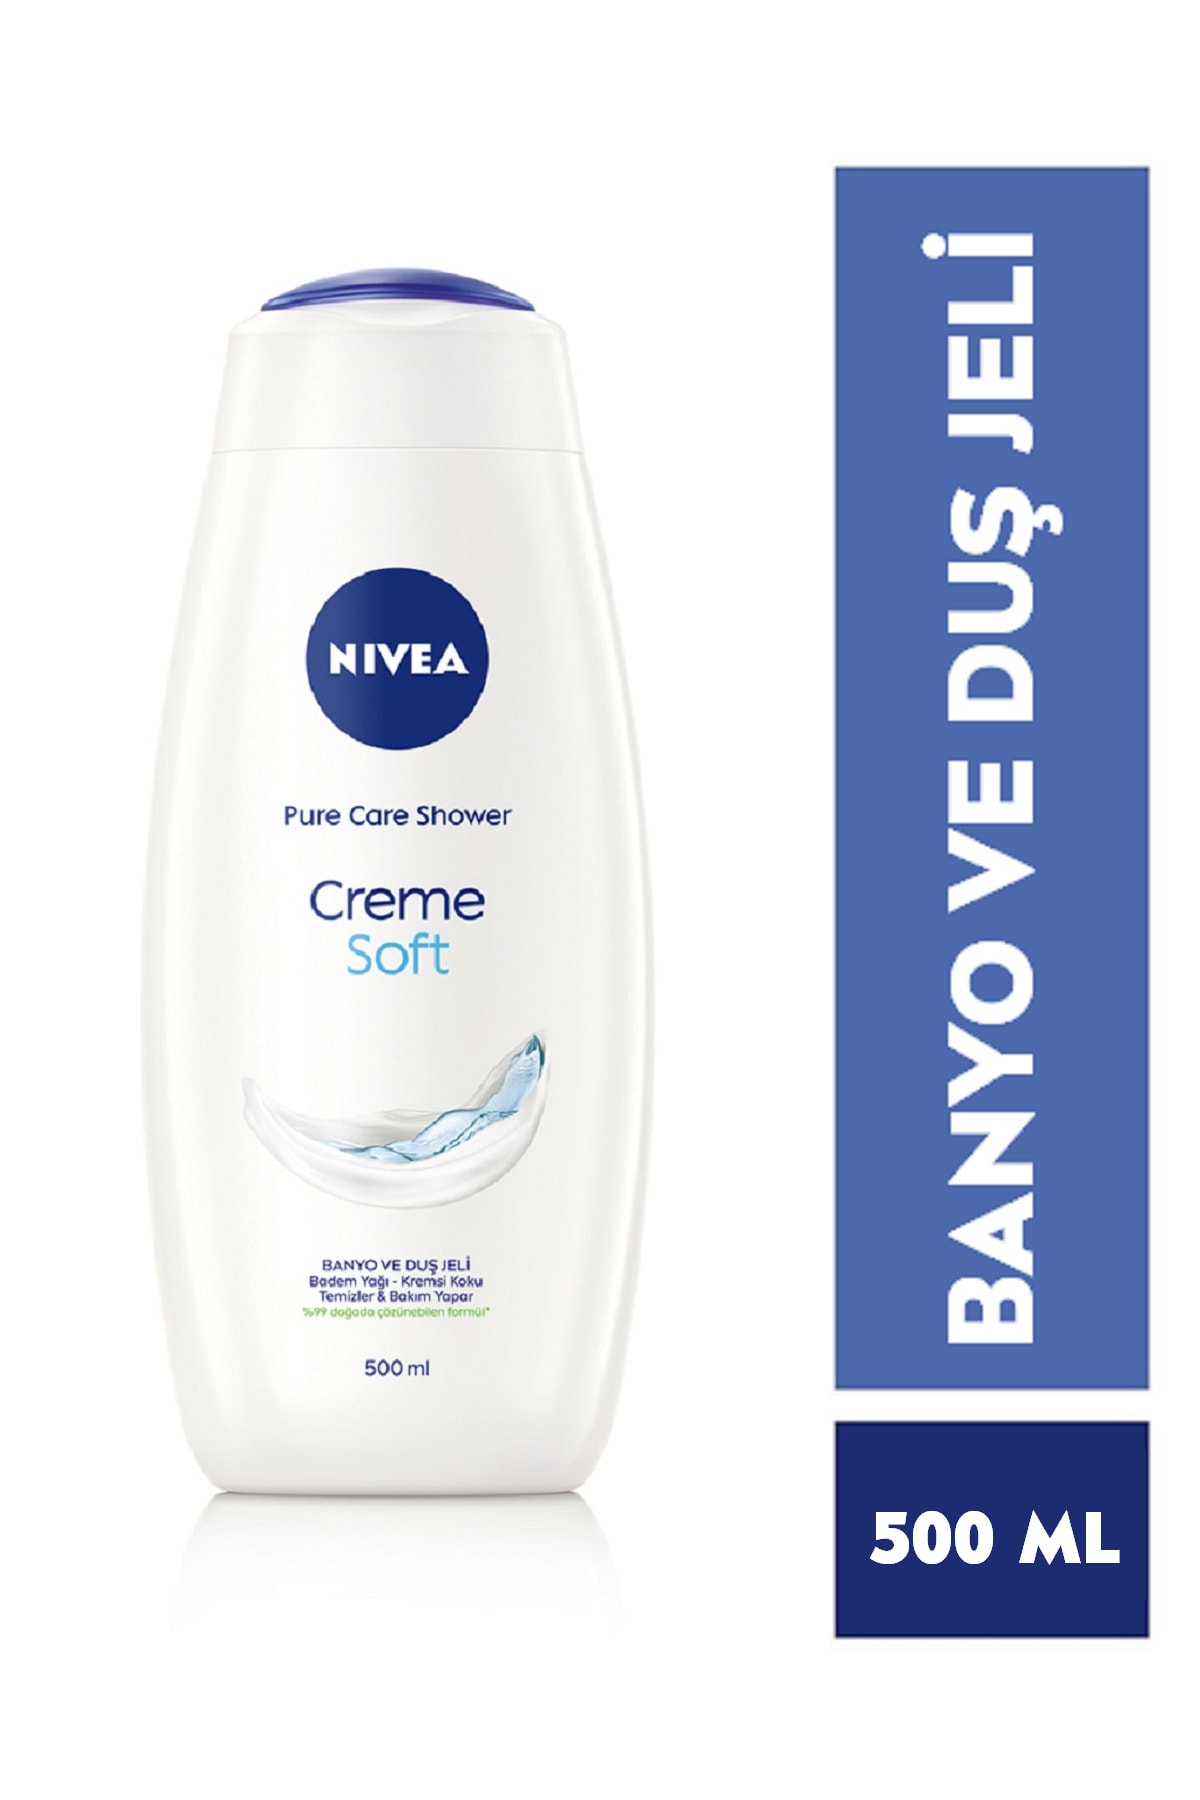 NIVEA
Pure Care Shower
Creme
Soft
BANYO VE DUŞ JELİ
Badem Yağı - Kremsi Koku
Temizler & Bakım Yapar
%99 doğada çözünebilen formül*
500 ml
BANYO VE DUŞ JELİ
500 ML